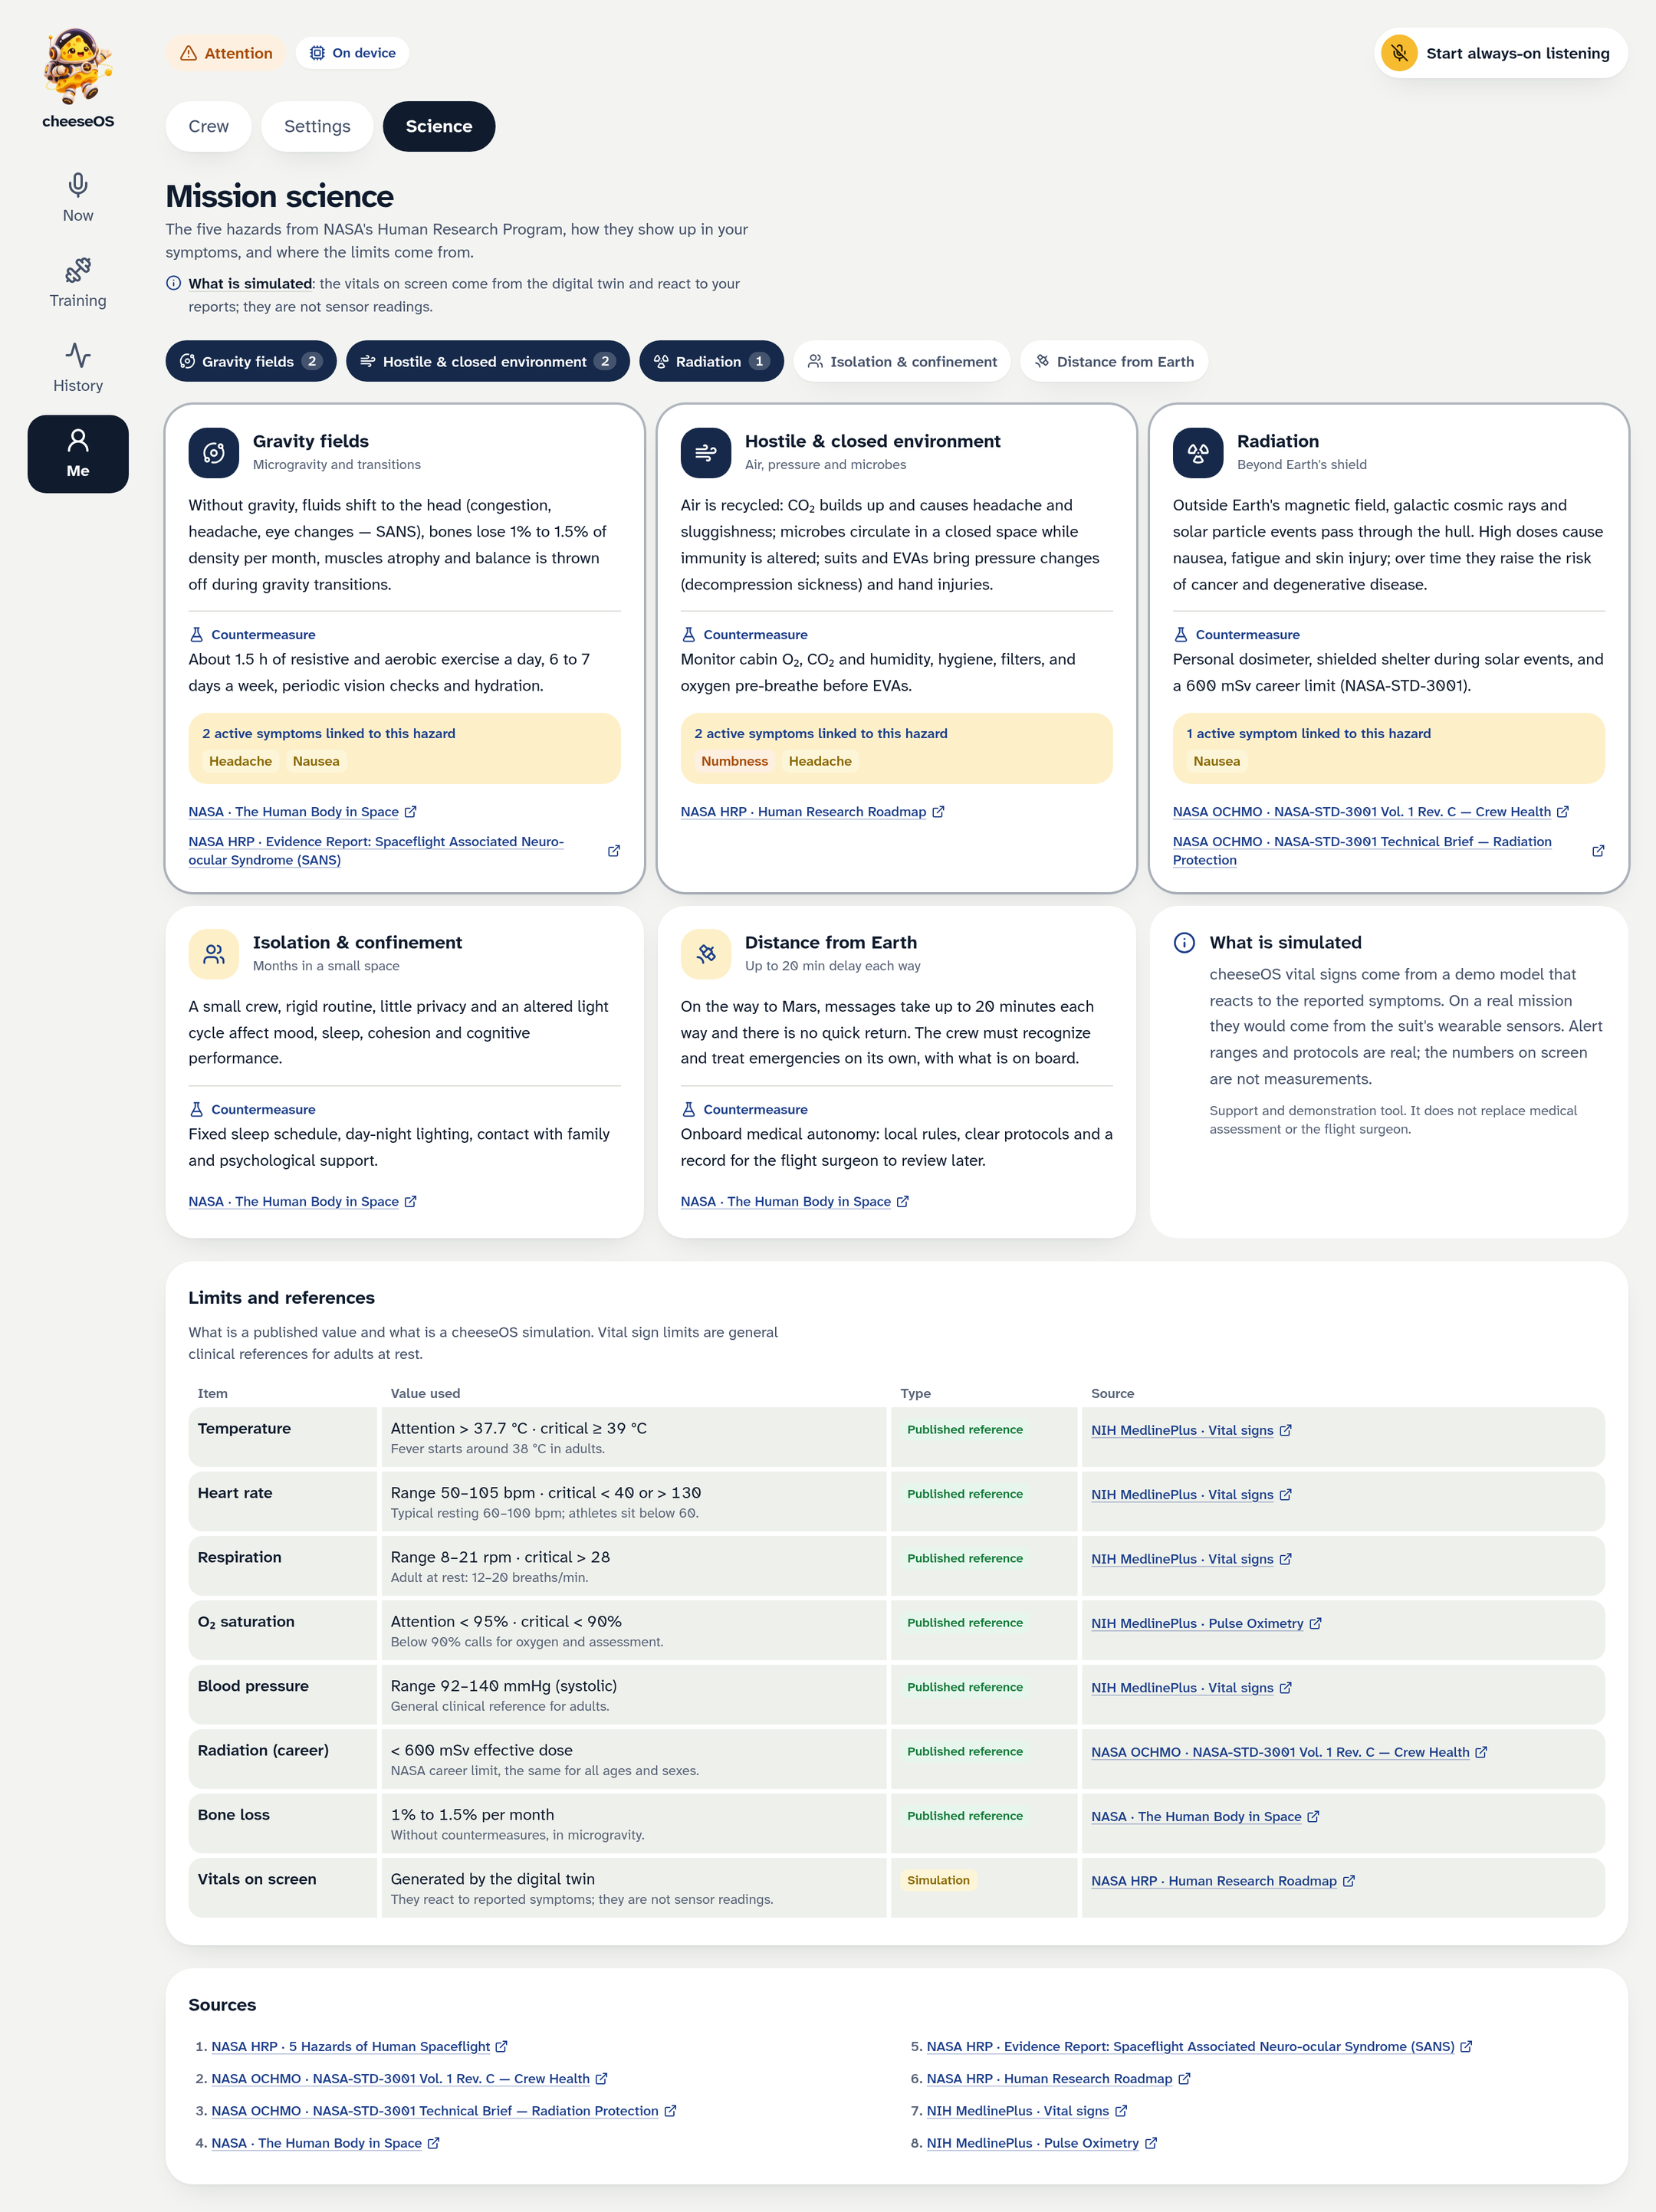 cheeseOS
Now
Training
History
Me
Attention
On device
Start always-on listening
Crew
Settings
Science
Mission science
The five hazards from NASA's Human Research Program, how they show up in your
symptoms, and where the limits come from.
What is simulated: the vitals on screen come from the digital twin and react to your
reports; they are not sensor readings.
Gravity fields 2
Hostile & closed environment 2
Radiation 1
Isolation & confinement
Distance from Earth
Gravity fields
Microgravity and transitions
Without gravity, fluids shift to the head (congestion,
headache, eye changes — SANS), bones lose 1% to 1.5% of
density per month, muscles atrophy and balance is thrown
off during gravity transitions.
Countermeasure
About 1.5 h of resistive and aerobic exercise a day, 6 to 7
days a week, periodic vision checks and hydration.
2 active symptoms linked to this hazard
Headache
Nausea
NASA · The Human Body in Space
NASA HRP · Evidence Report: Spaceflight Associated Neuro-
ocular Syndrome (SANS)
Hostile & closed environment
Air, pressure and microbes
Air is recycled: CO₂ builds up and causes headache and
sluggishness; microbes circulate in a closed space while
immunity is altered; suits and EVAs bring pressure changes
(decompression sickness) and hand injuries.
Countermeasure
Monitor cabin O₂, CO₂ and humidity, hygiene, filters, and
oxygen pre-breathe before EVAs.
2 active symptoms linked to this hazard
Numbness
Headache
NASA HRP · Human Research Roadmap
Radiation
Beyond Earth's shield
Outside Earth's magnetic field, galactic cosmic rays and
solar particle events pass through the hull. High doses cause
nausea, fatigue and skin injury; over time they raise the risk
of cancer and degenerative disease.
Countermeasure
Personal dosimeter, shielded shelter during solar events, and
a 600 mSv career limit (NASA-STD-3001).
1 active symptom linked to this hazard
Nausea
NASA OCHMO · NASA-STD-3001 Vol. 1 Rev. C — Crew Health
NASA OCHMO · NASA-STD-3001 Technical Brief — Radiation
Protection
Isolation & confinement
Months in a small space
A small crew, rigid routine, little privacy and an altered light
cycle affect mood, sleep, cohesion and cognitive
performance.
Countermeasure
Fixed sleep schedule, day-night lighting, contact with family
and psychological support.
NASA · The Human Body in Space
Distance from Earth
Up to 20 min delay each way
On the way to Mars, messages take up to 20 minutes each
way and there is no quick return. The crew must recognize
and treat emergencies on its own, with what is on board.
Countermeasure
Onboard medical autonomy: local rules, clear protocols and a
record for the flight surgeon to review later.
NASA · The Human Body in Space
What is simulated
cheeseOS vital signs come from a demo model that
reacts to the reported symptoms. On a real mission
they would come from the suit's wearable sensors. Alert
ranges and protocols are real; the numbers on screen
are not measurements.
Support and demonstration tool. It does not replace medical
assessment or the flight surgeon.
Limits and references
What is a published value and what is a cheeseOS simulation. Vital sign limits are general
clinical references for adults at rest.
Item Value used Type Source
Temperature
Attention > 37.7 °C · critical ≥ 39 °C
Fever starts around 38 °C in adults.
Published reference
NIH MedlinePlus · Vital signs
Heart rate
Range 50–105 bpm · critical < 40 or > 130
Typical resting 60–100 bpm; athletes sit below 60.
Published reference
NIH MedlinePlus · Vital signs
Respiration
Range 8–21 rpm · critical > 28
Adult at rest: 12–20 breaths/min.
Published reference
NIH MedlinePlus · Vital signs
O₂ saturation
Attention < 95% · critical < 90%
Below 90% calls for oxygen and assessment.
Published reference
NIH MedlinePlus · Pulse Oximetry
Blood pressure
Range 92–140 mmHg (systolic)
General clinical reference for adults.
Published reference
NIH MedlinePlus · Vital signs
Radiation (career)
< 600 mSv effective dose
NASA career limit, the same for all ages and sexes.
Published reference
NASA OCHMO · NASA-STD-3001 Vol. 1 Rev. C — Crew Health
Bone loss
1% to 1.5% per month
Without countermeasures, in microgravity.
Published reference
NASA · The Human Body in Space
Vitals on screen
Generated by the digital twin
They react to reported symptoms; they are not sensor readings.
Simulation
NASA HRP · Human Research Roadmap
Sources
1. NASA HRP · 5 Hazards of Human Spaceflight
2. NASA OCHMO · NASA-STD-3001 Vol. 1 Rev. C — Crew Health
3. NASA OCHMO · NASA-STD-3001 Technical Brief — Radiation Protection
4. NASA · The Human Body in Space
5. NASA HRP · Evidence Report: Spaceflight Associated Neuro-ocular Syndrome (SANS)
6. NASA HRP · Human Research Roadmap
7. NIH MedlinePlus · Vital signs
8. NIH MedlinePlus · Pulse Oximetry